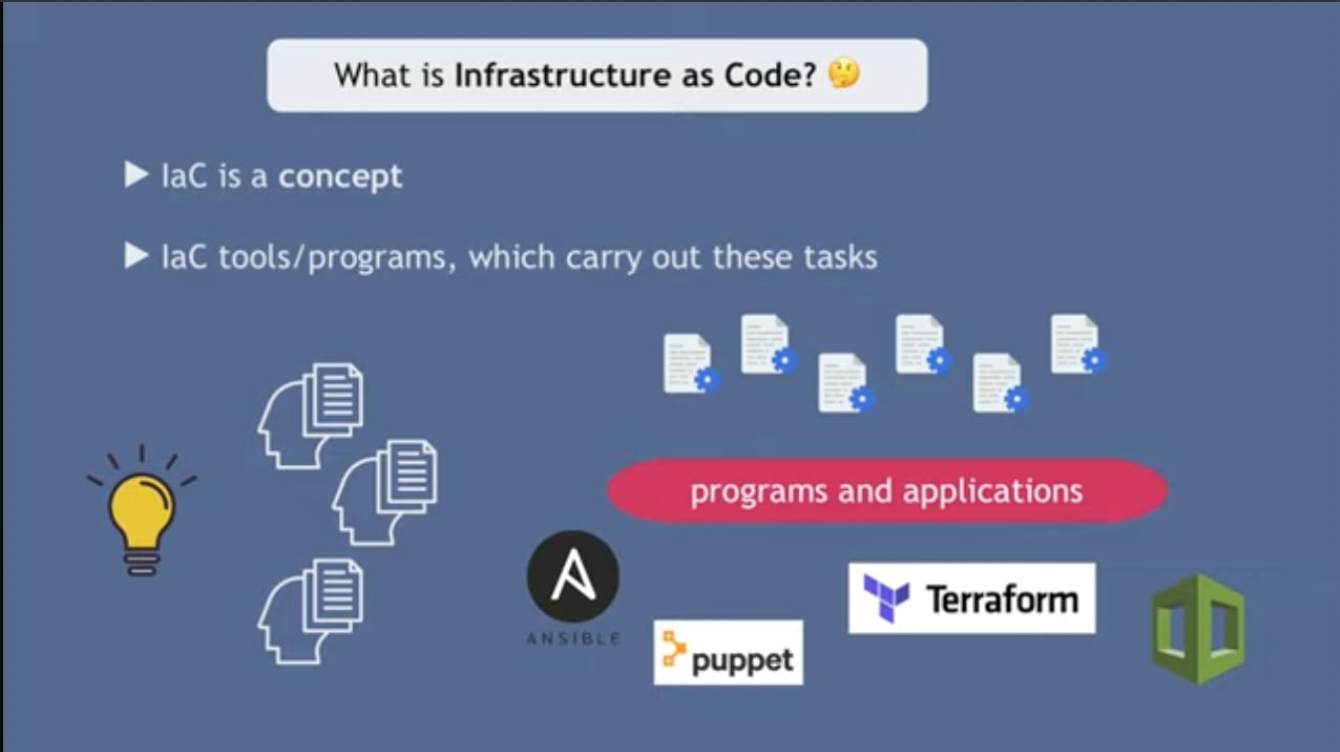 What is Infrastructure as Code? 🤔
▶ IaC is a concept
▶ IaC tools/programs, which carry out these tasks
programs and applications
ANSIBLE
Terraform
puppet